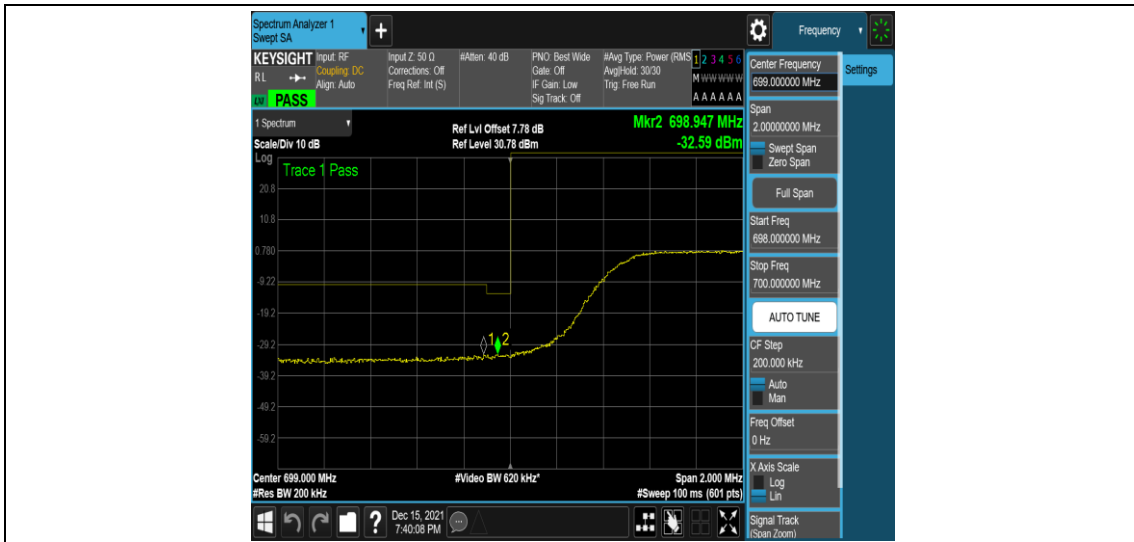 Spectrum Analyzer 1
Swept SA
Frequency
KEYSIGHT
R L
LXI
PASS
Input: RF
Coupling: DC
Align: Auto
Input Z: 50 Ω
Corrections: Off
Freq Ref: Int (S)
#Atten: 40 dB
PNO: Best Wide
Gate: Off
IF Gain: Low
Sig Track: Off
#Avg Type: Power (RMS
Avg|Hold: 30/30
Trig: Free Run
1 2 3 4 5 6
M W W W W W
A A A A A A
1 Spectrum
Scale/Div 10 dB
Ref Lvl Offset 7.78 dB
Ref Level 30.78 dBm
Mkr2 698.947 MHz
-32.59 dBm
Log
Trace 1 Pass
20.8
10.8
0.780
-9.22
-19.2
-29.2
-39.2
-49.2
-59.2
1
2
Center 699.000 MHz
#Res BW 200 kHz
#Video BW 620 kHz*
Span 2.000 MHz
#Sweep 100 ms (601 pts)
Center Frequency
699.000000 MHz
Settings
Span
2.00000000 MHz
Swept Span
Zero Span
Full Span
Start Freq
698.000000 MHz
Stop Freq
700.000000 MHz
AUTO TUNE
CF Step
200.000 kHz
Auto
Man
Freq Offset
0 Hz
X Axis Scale
Log
Lin
Signal Track
(Span Zoom)
?
Dec 15, 2021
7:40:08 PM